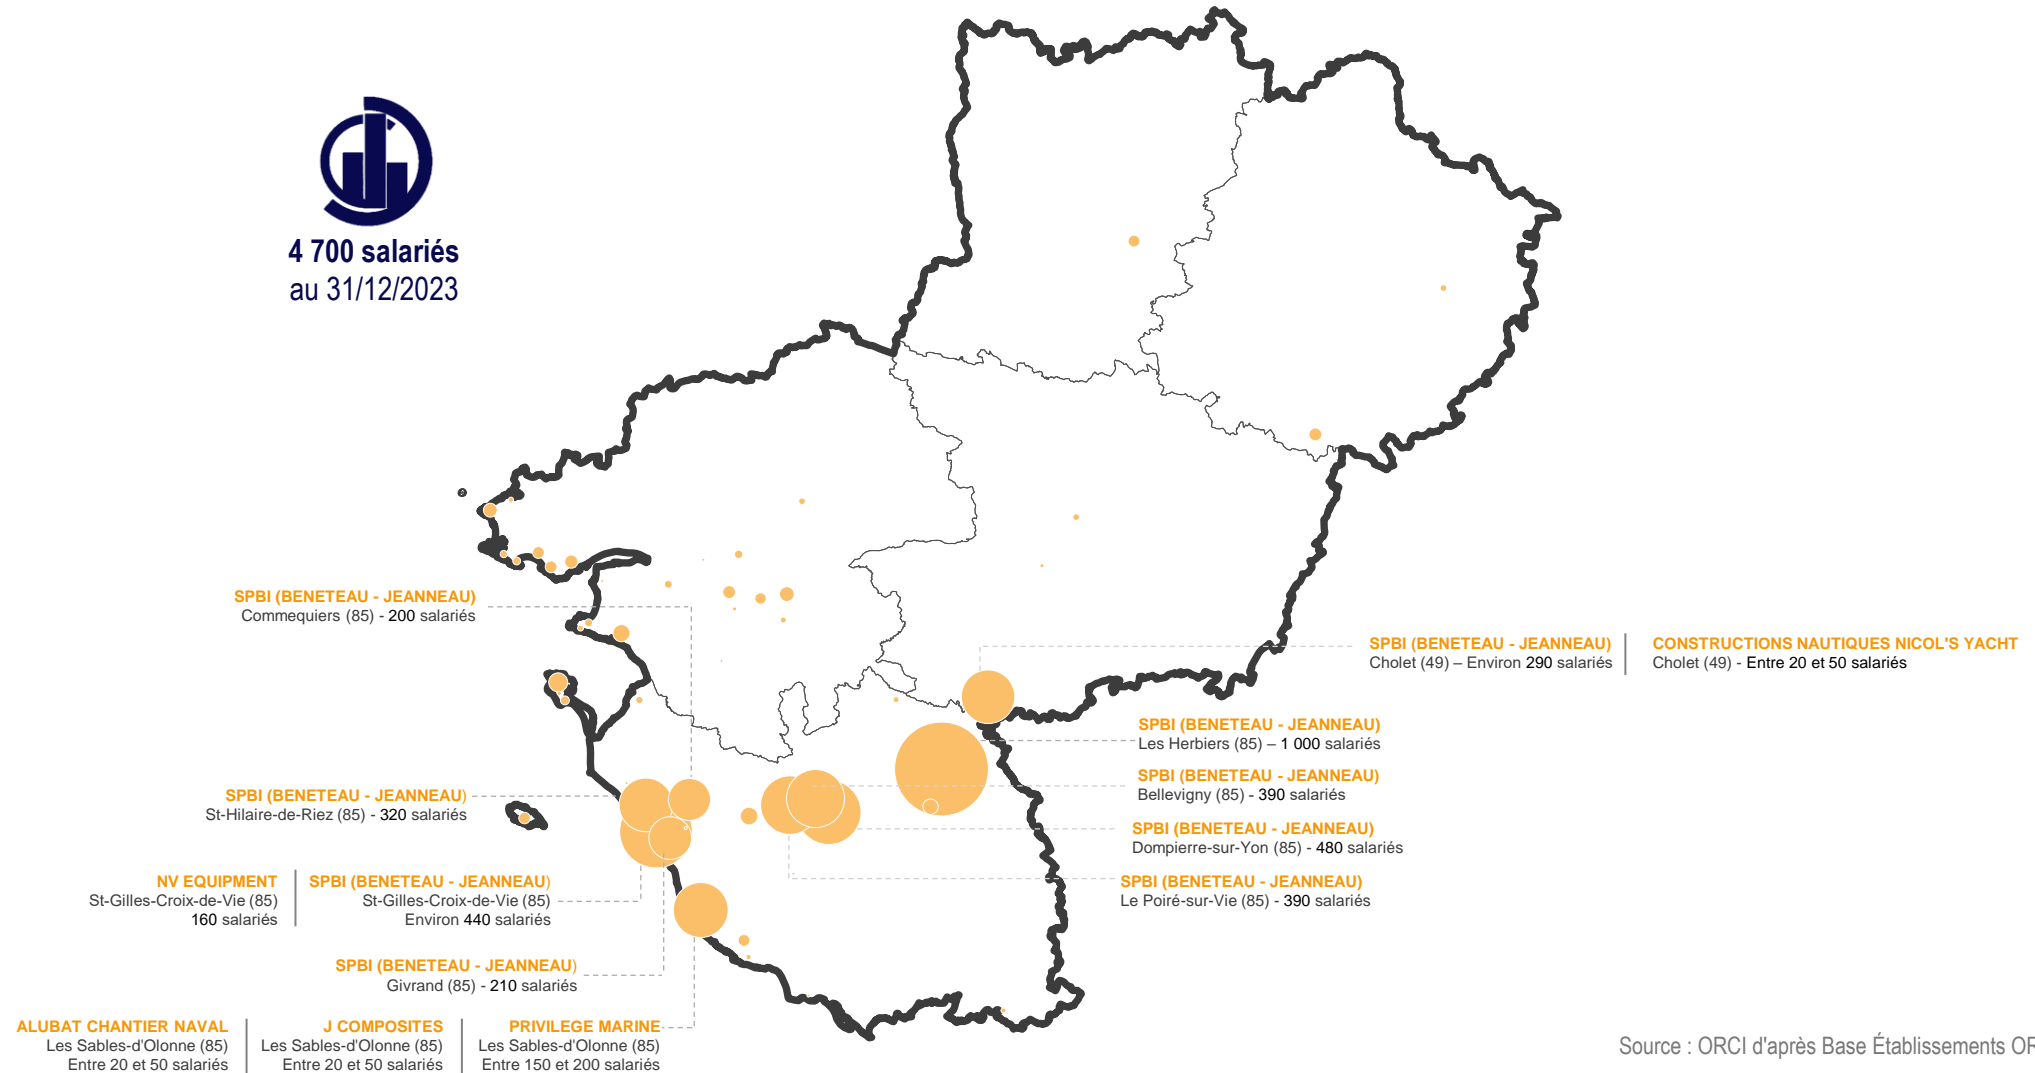 4 700 salariés
au 31/12/2023
SPBI (BENETEAU - JEANNEAU)
Commequiers (85) - 200 salariés
SPBI (BENETEAU - JEANNEAU)
Cholet (49) – Environ 290 salariés
CONSTRUCTIONS NAUTIQUES NICOL'S YACHT
Cholet (49) - Entre 20 et 50 salariés
SPBI (BENETEAU - JEANNEAU)
Les Herbiers (85) – 1 000 salariés
SPBI (BENETEAU - JEANNEAU)
Bellevigny (85) - 390 salariés
SPBI (BENETEAU - JEANNEAU)
St-Hilaire-de-Riez (85) - 320 salariés
SPBI (BENETEAU - JEANNEAU)
Dompierre-sur-Yon (85) - 480 salariés
SPBI (BENETEAU - JEANNEAU)
Le Poiré-sur-Vie (85) - 390 salariés
NV EQUIPMENT
St-Gilles-Croix-de-Vie (85)
160 salariés
SPBI (BENETEAU - JEANNEAU)
St-Gilles-Croix-de-Vie (85)
Environ 440 salariés
SPBI (BENETEAU - JEANNEAU)
Givrand (85) - 210 salariés
ALUBAT CHANTIER NAVAL
Les Sables-d'Olonne (85)
Entre 20 et 50 salariés
J COMPOSITES
Les Sables-d'Olonne (85)
Entre 20 et 50 salariés
PRIVILEGE MARINE
Les Sables-d'Olonne (85)
Entre 150 et 200 salariés
Source : ORCI d'après Base Établissements